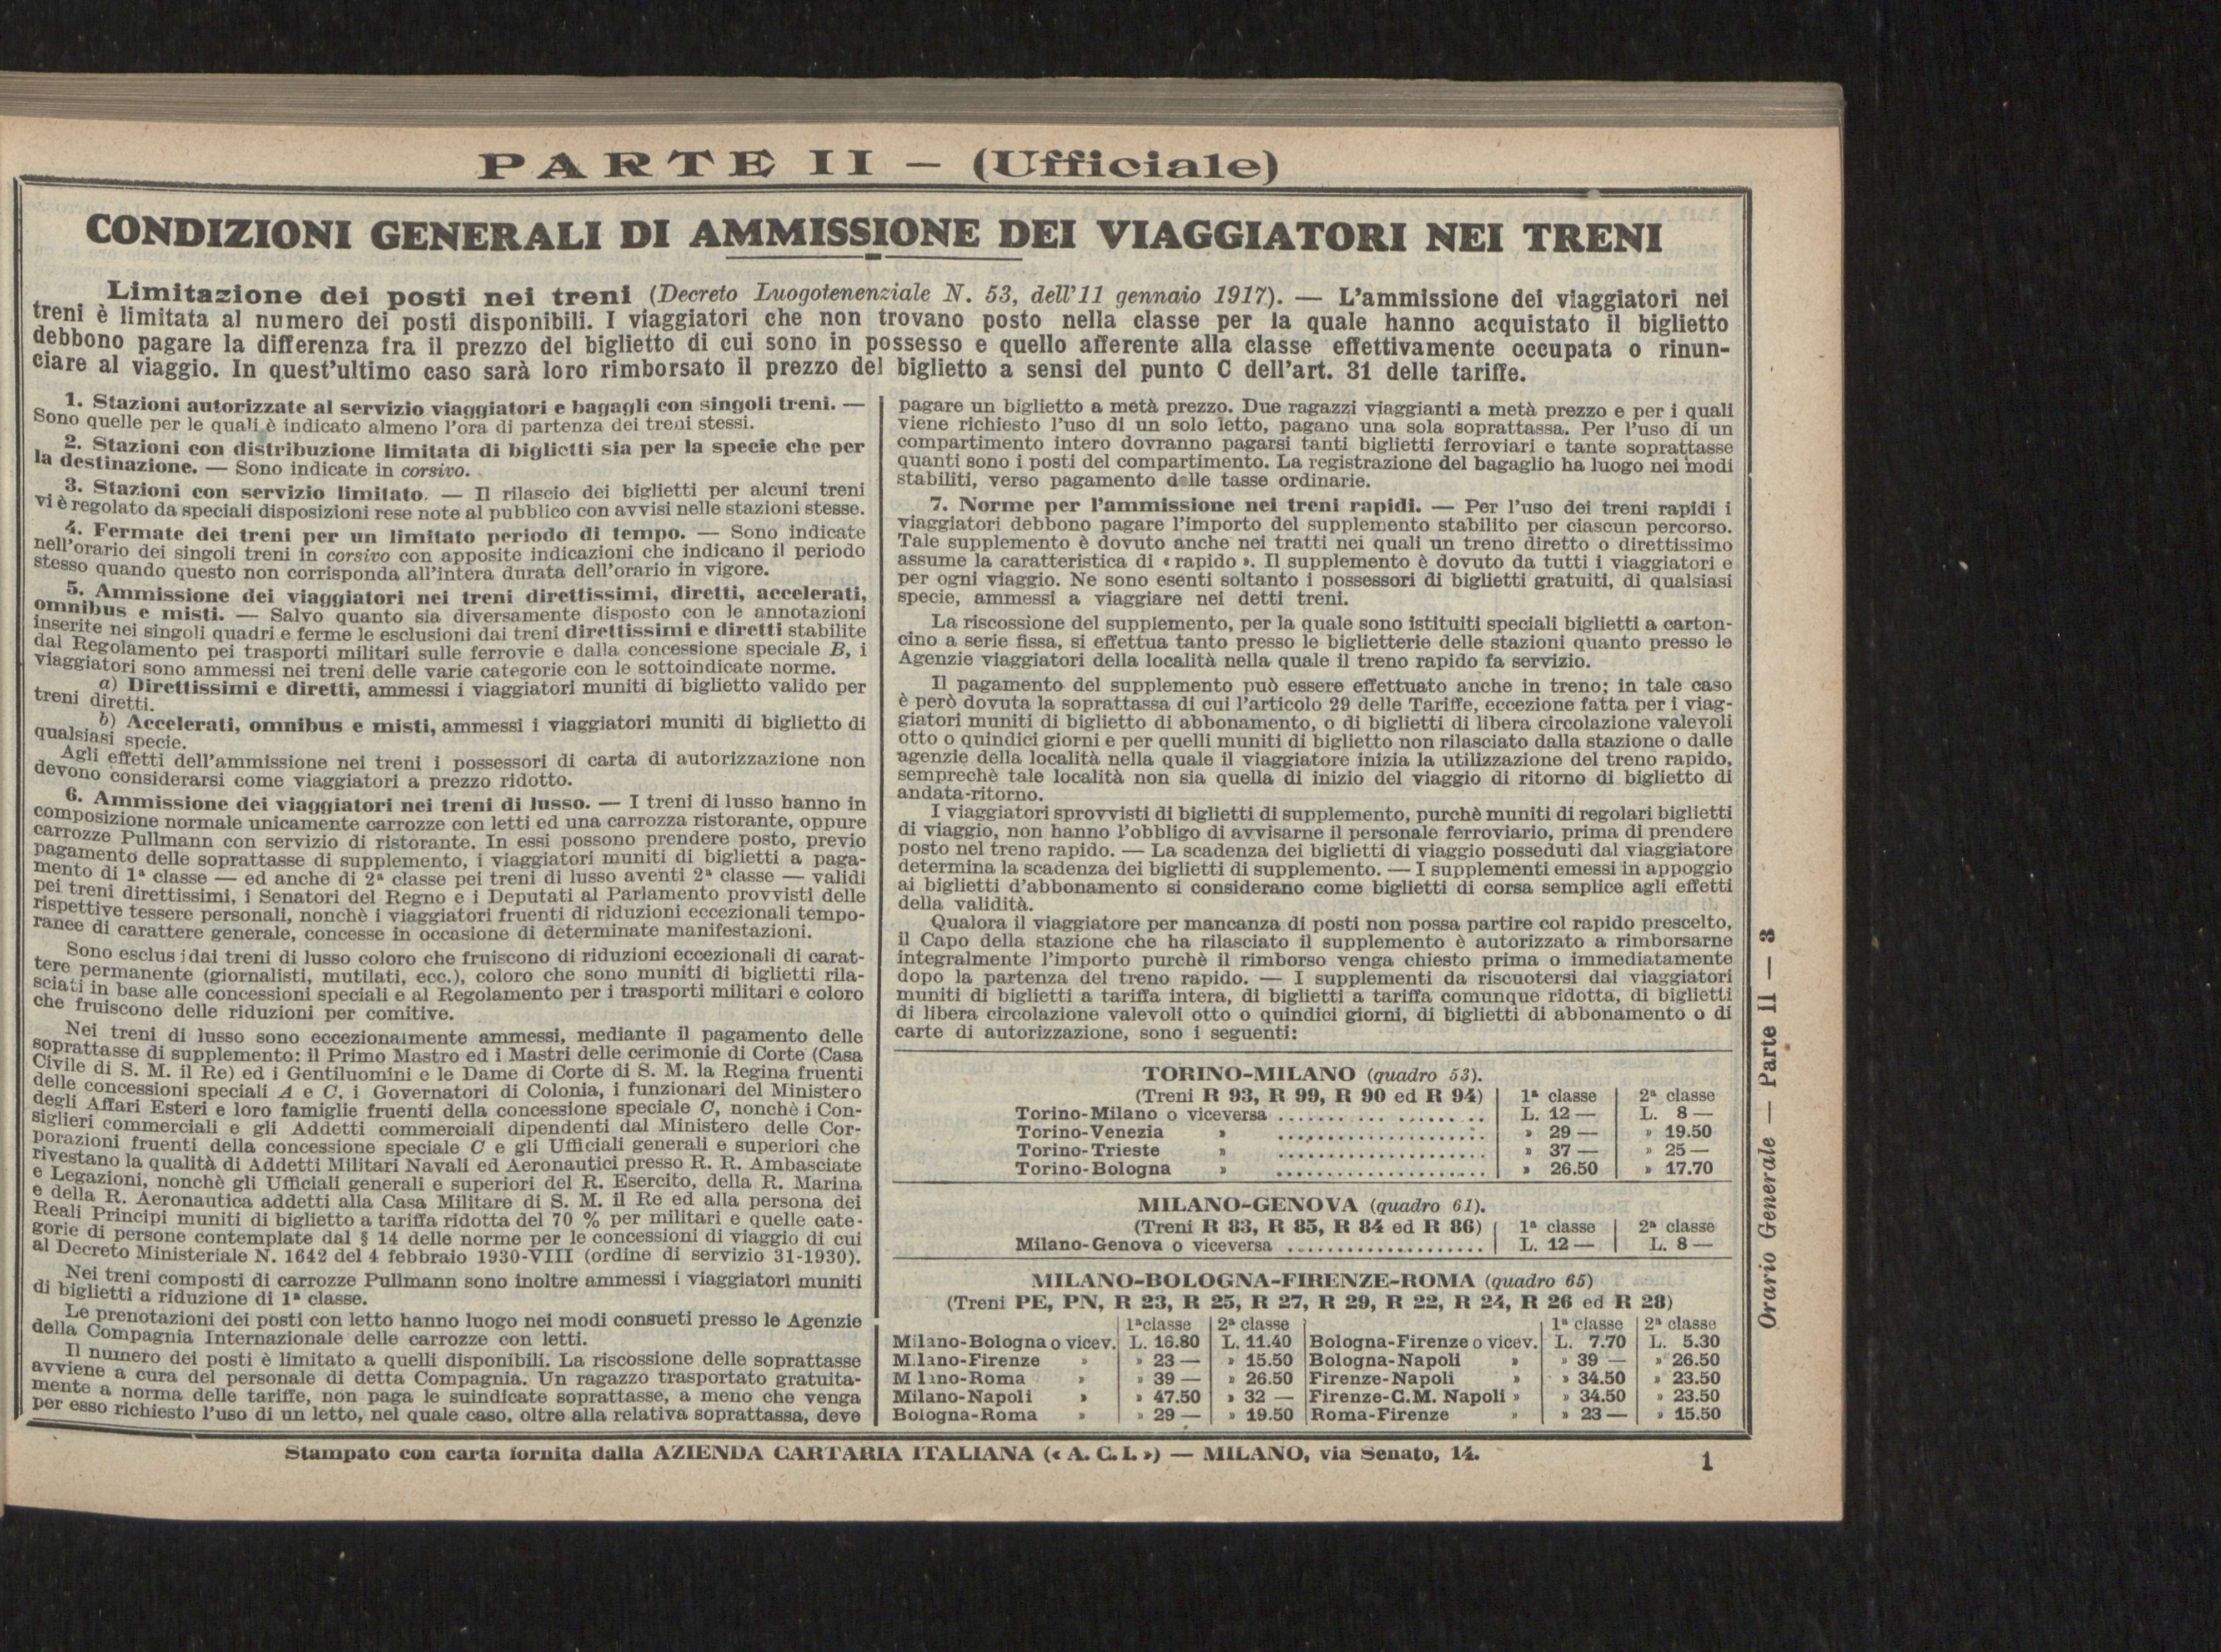 PARTE II — (Ufficiale)
CONDIZIONI GENERALI DI AMMISSIONE DEI VIAGGIATORI NEI TRENI
Limitazione dei posti nei treni (Decreto Luogotenenziale N. 53, dell'11 gennaio 1917). — L'ammissione dei viaggiatori nei
treni è limitata al numero dei posti disponibili. I viaggiatori che non trovano posto nella classe per la quale hanno acquistato il biglietto
debbono pagare la differenza fra il prezzo del biglietto di cui sono in possesso e quello afferente alla classe effettivamente occupata o rinun-
ciare al viaggio. In quest'ultimo caso sarà loro rimborsato il prezzo del biglietto a sensi del punto C dell'art. 31 delle tariffe.
1. Stazioni autorizzate al servizio viaggiatori e bagagli con singoli treni. —
Sono quelle per le quali è indicato almeno l'ora di partenza dei treni stessi.
2. Stazioni con distribuzione limitata di biglietti sia per la specie che per
la destinazione. — Sono indicate in corsivo.
3. Stazioni con servizio limitato. — Il rilascio dei biglietti per alcuni treni
vi è regolato da speciali disposizioni rese note al pubblico con avvisi nelle stazioni stesse.
4. Fermate dei treni per un limitato periodo di tempo. — Sono indicate
nell'orario dei singoli treni in corsivo con apposite indicazioni che indicano il periodo
stesso quando questo non corrisponda all'intera durata dell'orario in vigore.
5. Ammissione dei viaggiatori nei treni direttissimi, diretti, accelerati,
omnibus e misti. — Salvo quanto sia diversamente disposto con le annotazioni
inserite nei singoli quadri e ferme le esclusioni dai treni direttissimi e diretti stabilite
dal Regolamento pei trasporti militari sulle ferrovie e dalla concessione speciale B, i
viaggiatori sono ammessi nei treni delle varie categorie con le sottoindicate norme.
a) Direttissimi e diretti, ammessi i viaggiatori muniti di biglietto valido per
treni diretti.
b) Accelerati, omnibus e misti, ammessi i viaggiatori muniti di biglietto di
qualsiasi specie.
Agli effetti dell'ammissione nei treni i possessori di carta di autorizzazione non
devono considerarsi come viaggiatori a prezzo ridotto.
6. Ammissione dei viaggiatori nei treni di lusso. — I treni di lusso hanno in
composizione normale unicamente carrozze con letti ed una carrozza ristorante, oppure
carrozze Pullmann con servizio di ristorante. In essi possono prendere posto, previo
pagamento delle soprattasse di supplemento, i viaggiatori muniti di biglietti a paga-
mento di 1ª classe — ed anche di 2ª classe pei treni di lusso aventi 2ª classe — validi
pei treni direttissimi, i Senatori del Regno e i Deputati al Parlamento provvisti delle
rispettive tessere personali, nonchè i viaggiatori fruenti di riduzioni eccezionali tempo-
ranee di carattere generale, concesse in occasione di determinate manifestazioni.
Sono esclus i dai treni di lusso coloro che fruiscono di riduzioni eccezionali di carat-
tere permanente (giornalisti, mutilati, ecc.), coloro che sono muniti di biglietti rila-
sciati in base alle concessioni speciali e al Regolamento per i trasporti militari e coloro
che fruiscono delle riduzioni per comitive.
Nei treni di lusso sono eccezionalmente ammessi, mediante il pagamento delle
soprattasse di supplemento: il Primo Mastro ed i Mastri delle cerimonie di Corte (Casa
Civile di S. M. il Re) ed i Gentiluomini e le Dame di Corte di S. M. la Regina fruenti
delle concessioni speciali A e C, i Governatori di Colonia, i funzionari del Ministero
degli Affari Esteri e loro famiglie fruenti della concessione speciale C, nonchè i Con-
siglieri commerciali e gli Addetti commerciali dipendenti dal Ministero delle Cor-
porazioni fruenti della concessione speciale C e gli Ufficiali generali e superiori che
rivestano la qualità di Addetti Militari Navali ed Aeronautici presso R. R. Ambasciate
e Legazioni, nonchè gli Ufficiali generali e superiori del R. Esercito, della R. Marina
e della R. Aeronautica addetti alla Casa Militare di S. M. il Re ed alla persona dei
Reali Principi muniti di biglietto a tariffa ridotta del 70 % per militari e quelle cate-
gorie di persone contemplate dal § 14 delle norme per le concessioni di viaggio di cui
al Decreto Ministeriale N. 1642 del 4 febbraio 1930-VIII (ordine di servizio 31-1930).
Nei treni composti di carrozze Pullmann sono inoltre ammessi i viaggiatori muniti
di biglietti a riduzione di 1ª classe.
Le prenotazioni dei posti con letto hanno luogo nei modi consueti presso le Agenzie
della Compagnia Internazionale delle carrozze con letti.
Il numero dei posti è limitato a quelli disponibili. La riscossione delle soprattasse
avviene a cura del personale di detta Compagnia. Un ragazzo trasportato gratuita-
mente a norma delle tariffe, non paga le suindicate soprattasse, a meno che venga
per esso richiesto l'uso di un letto, nel quale caso, oltre alla relativa soprattassa, deve
pagare un biglietto a metà prezzo. Due ragazzi viaggianti a metà prezzo e per i quali
viene richiesto l'uso di un solo letto, pagano una sola soprattassa. Per l'uso di un
compartimento intero dovranno pagarsi tanti biglietti ferroviari e tante soprattasse
quanti sono i posti del compartimento. La registrazione del bagaglio ha luogo nei modi
stabiliti, verso pagamento delle tasse ordinarie.
7. Norme per l'ammissione nei treni rapidi. — Per l'uso dei treni rapidi i
viaggiatori debbono pagare l'importo del supplemento stabilito per ciascun percorso.
Tale supplemento è dovuto anche nei tratti nei quali un treno diretto o direttissimo
assume la caratteristica di « rapido ». Il supplemento è dovuto da tutti i viaggiatori e
per ogni viaggio. Ne sono esenti soltanto i possessori di biglietti gratuiti, di qualsiasi
specie, ammessi a viaggiare nei detti treni.
La riscossione del supplemento, per la quale sono istituiti speciali biglietti a carton-
cino a serie fissa, si effettua tanto presso le biglietterie delle stazioni quanto presso le
Agenzie viaggiatori della località nella quale il treno rapido fa servizio.
Il pagamento del supplemento può essere effettuato anche in treno; in tale caso
è però dovuta la soprattassa di cui l'articolo 29 delle Tariffe, eccezione fatta per i viag-
giatori muniti di biglietto di abbonamento, o di biglietti di libera circolazione valevoli
otto o quindici giorni e per quelli muniti di biglietto non rilasciato dalla stazione o dalle
agenzie della località nella quale il viaggiatore inizia la utilizzazione del treno rapido,
semprechè tale località non sia quella di inizio del viaggio di ritorno di biglietto di
andata-ritorno.
I viaggiatori sprovvisti di biglietti di supplemento, purchè muniti di regolari biglietti
di viaggio, non hanno l'obbligo di avvisarne il personale ferroviario, prima di prendere
posto nel treno rapido. — La scadenza dei biglietti di viaggio posseduti dal viaggiatore
determina la scadenza dei biglietti di supplemento. — I supplementi emessi in appoggio
ai biglietti d'abbonamento si considerano come biglietti di corsa semplice agli effetti
della validità.
Qualora il viaggiatore per mancanza di posti non possa partire col rapido prescelto,
il Capo della stazione che ha rilasciato il supplemento è autorizzato a rimborsarne
integralmente l'importo purchè il rimborso venga chiesto prima o immediatamente
dopo la partenza del treno rapido. — I supplementi da riscuotersi dai viaggiatori
muniti di biglietti a tariffa intera, di biglietti a tariffa comunque ridotta, di biglietti
di libera circolazione valevoli otto o quindici giorni, di biglietti di abbonamento o di
carte di autorizzazione, sono i seguenti:
TORINO-MILANO (quadro 53).
(Treni R 93, R 99, R 90 ed R 94) 1ª classe 2ª classe
Torino-Milano o viceversa .................... L. 12 — L. 8 —
Torino-Venezia » .................... » 29 — » 19.50
Torino-Trieste » .................... » 37 — » 25 —
Torino-Bologna » .................... » 26.50 » 17.70
MILANO-GENOVA (quadro 61).
(Treni R 83, R 85, R 84 ed R 86) 1ª classe 2ª classe
Milano-Genova o viceversa .................... L. 12 — L. 8 —
MILANO-BOLOGNA-FIRENZE-ROMA (quadro 65)
(Treni PE, PN, R 23, R 25, R 27, R 29, R 22, R 24, R 26 ed R 28)
1ª classe 2ª classe 1ª classe 2ª classe
Milano-Bologna o vicev. L. 16.80 L. 11.40 Bologna-Firenze o vicev. L. 7.70 L. 5.30
Milano-Firenze » » 23 — » 15.50 Bologna-Napoli » » 39 — » 26.50
Milano-Roma » » 39 — » 26.50 Firenze-Napoli » » 34.50 » 23.50
Milano-Napoli » » 47.50 » 32 — Firenze-C.M. Napoli » » 34.50 » 23.50
Bologna-Roma » » 29 — » 19.50 Roma-Firenze » » 23 — » 15.50
Orario Generale — Parte II — 3
Stampato con carta fornita dalla AZIENDA CARTARIA ITALIANA (« A. C. I. ») — MILANO, via Senato, 14.
1